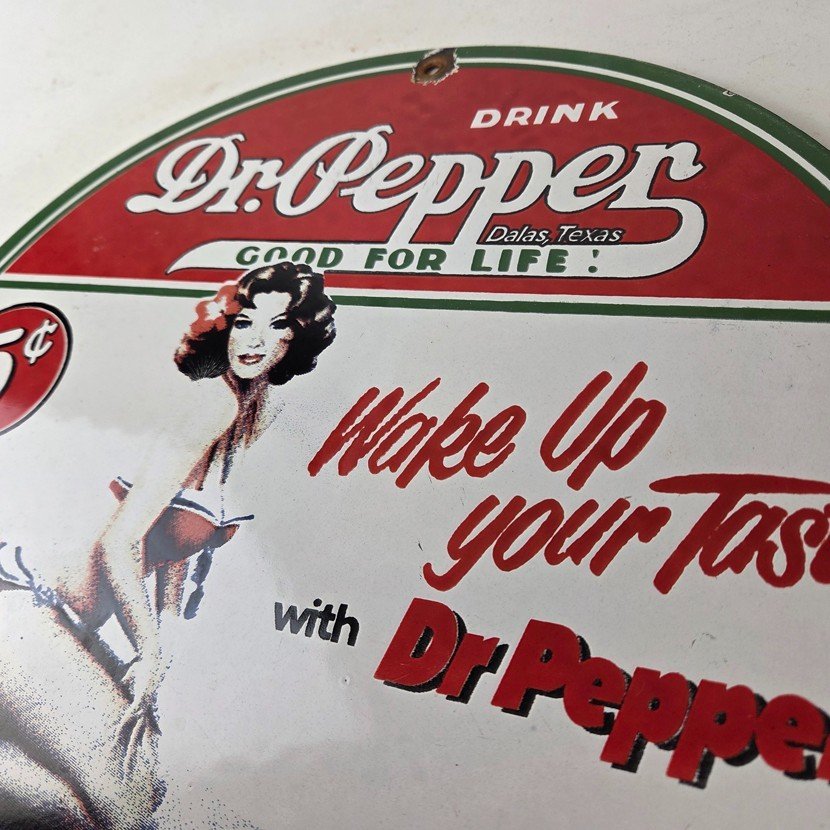 DRINK
Dr. Pepper
Dalas, Texas
GOOD FOR LIFE!
5¢
Wake Up
your Tas
with Dr Pepper